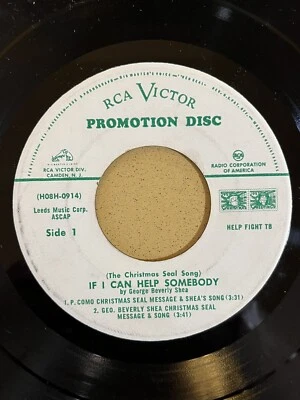 RCA VICTOR
PROMOTION DISC
RCA VICTOR DIV.
CAMDEN, N. J.
RCA
RADIO CORPORATION
OF AMERICA
(H08H-0914)
Leeds Music Corp.
ASCAP
Side 1
HELP FIGHT TB
(The Christmas Seal Song)
IF I CAN HELP SOMEBODY
by George Beverly Shea
1. P. COMO CHRISTMAS SEAL MESSAGE & SHEA'S SONG (3:31)
2. GEO. BEVERLY SHEA CHRISTMAS SEAL
MESSAGE & SONG (3:41)